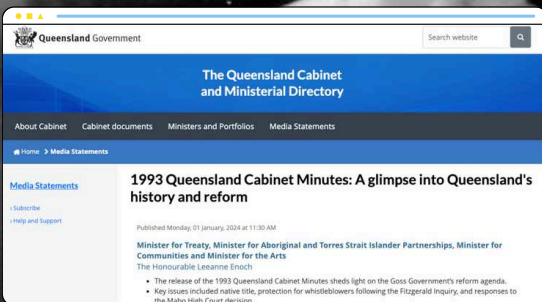 Queensland Government
Search website
The Queensland Cabinet
and Ministerial Directory
About Cabinet Cabinet documents Ministers and Portfolios Media Statements
Home > Media Statements
Media Statements
› Subscribe
› Help and Support
1993 Queensland Cabinet Minutes: A glimpse into Queensland's
history and reform
Published Monday, 01 January, 2024 at 11:30 AM
Minister for Treaty, Minister for Aboriginal and Torres Strait Islander Partnerships, Minister for
Communities and Minister for the Arts
The Honourable Leeanne Enoch
• The release of the 1993 Queensland Cabinet Minutes sheds light on the Goss Government's reform agenda.
• Key issues included native title, protection for whistleblowers following the Fitzgerald Inquiry, and responses to
the Mabo High Court decision